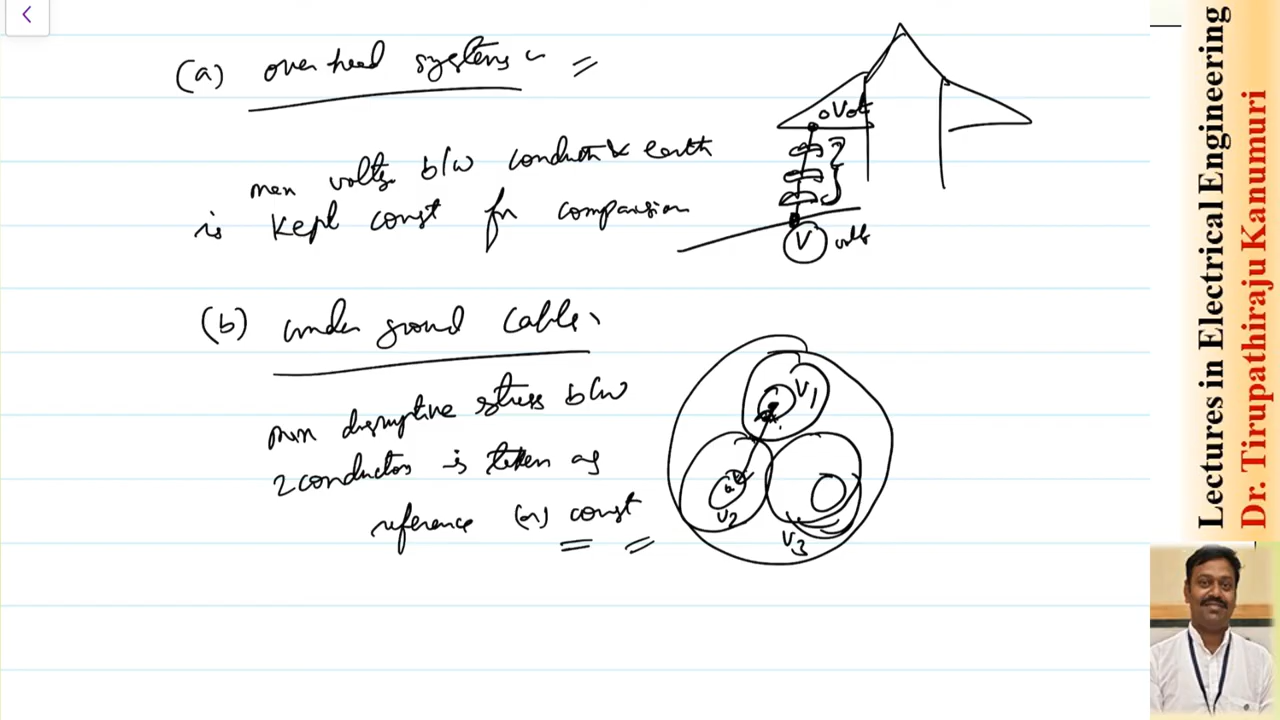 (a) over head systems
max voltg. b/w conductor & earth
is kept const for comparision
0 Volt
V volt
(b) under ground cables
max disruptive stress b/w
2 conductors is taken as
reference (or) const
V1
V2
V3
Lectures in Electrical Engineering
Dr. Tirupathiraju Kanumuri